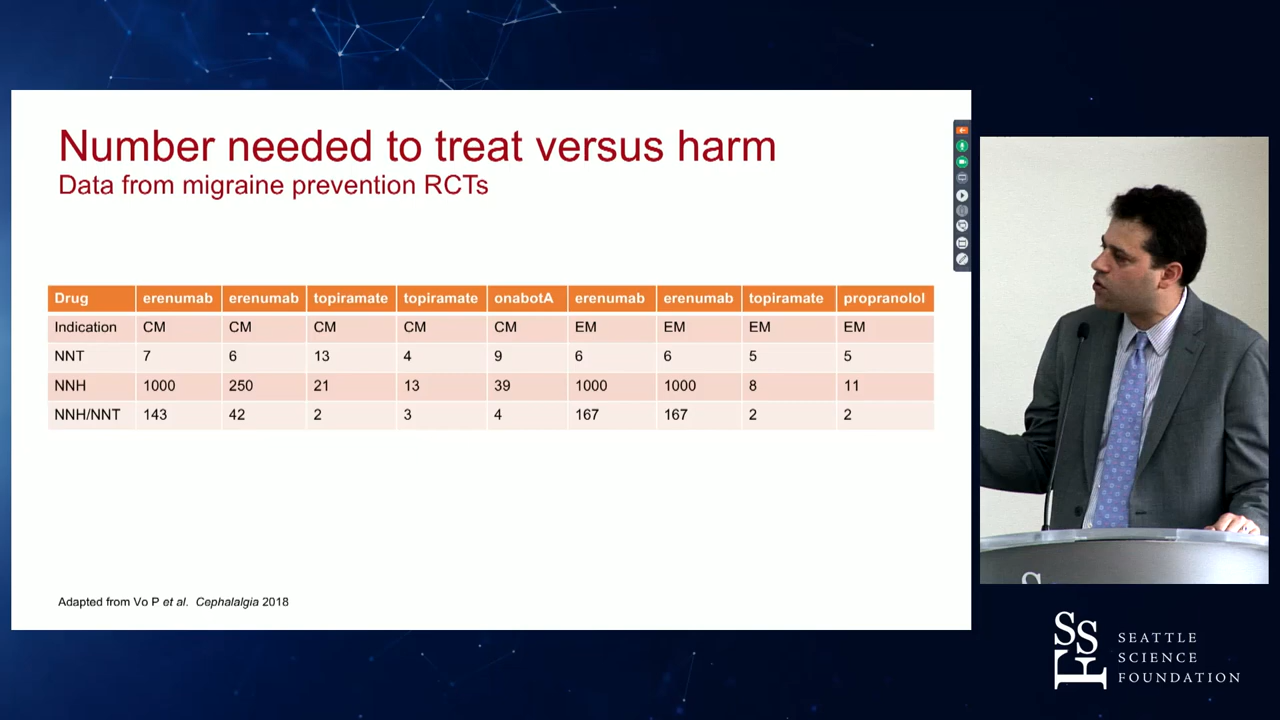 Number needed to treat versus harm
Data from migraine prevention RCTs
Drug erenumab erenumab topiramate topiramate onabotA erenumab erenumab topiramate propranolol
Indication CM CM CM CM CM EM EM EM EM
NNT 7 6 13 4 9 6 6 5 5
NNH 1000 250 21 13 39 1000 1000 8 11
NNH/NNT 143 42 2 3 4 167 167 2 2
Adapted from Vo P et al. Cephalalgia 2018
SSF
SEATTLE
SCIENCE
FOUNDATION